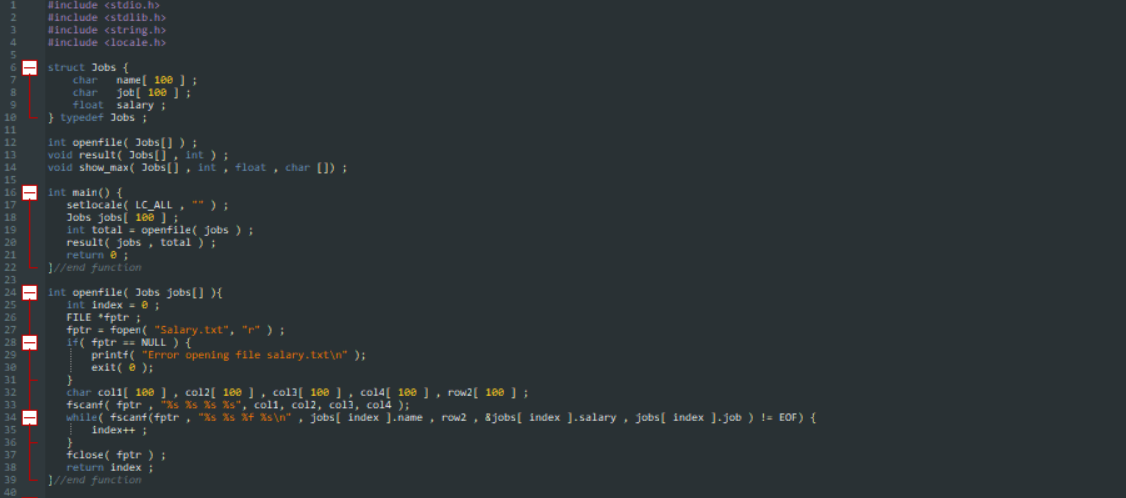 1 #include <stdio.h>
2 #include <stdlib.h>
3 #include <string.h>
4 #include <locale.h>
5
6 struct Jobs {
7 char name[ 100 ] ;
8 char job[ 100 ] ;
9 float salary ;
10 } typedef Jobs ;
11
12 int openfile( Jobs[] ) ;
13 void result( Jobs[] , int ) ;
14 void show_max( Jobs[] , int , float , char []) ;
15
16 int main() {
17 setlocale( LC_ALL , "" ) ;
18 Jobs jobs[ 100 ] ;
19 int total = openfile( jobs ) ;
20 result( jobs , total ) ;
21 return 0 ;
22 }//end function
23
24 int openfile( Jobs jobs[] ){
25 int index = 0 ;
26 FILE *fptr ;
27 fptr = fopen( "Salary.txt", "r" ) ;
28 if( fptr == NULL ) {
29 printf( "Error opening file salary.txt\n" );
30 exit( 0 );
31 }
32 char col1[ 100 ] , col2[ 100 ] , col3[ 100 ] , col4[ 100 ] , row2[ 100 ] ;
33 fscanf( fptr , "%s %s %s %s", col1, col2, col3, col4 );
34 while( fscanf(fptr , "%s %s %f %s\n" , jobs[ index ].name , row2 , &jobs[ index ].salary , jobs[ index ].job ) != EOF) {
35 index++ ;
36 }
37 fclose( fptr ) ;
38 return index ;
39 }//end function
40